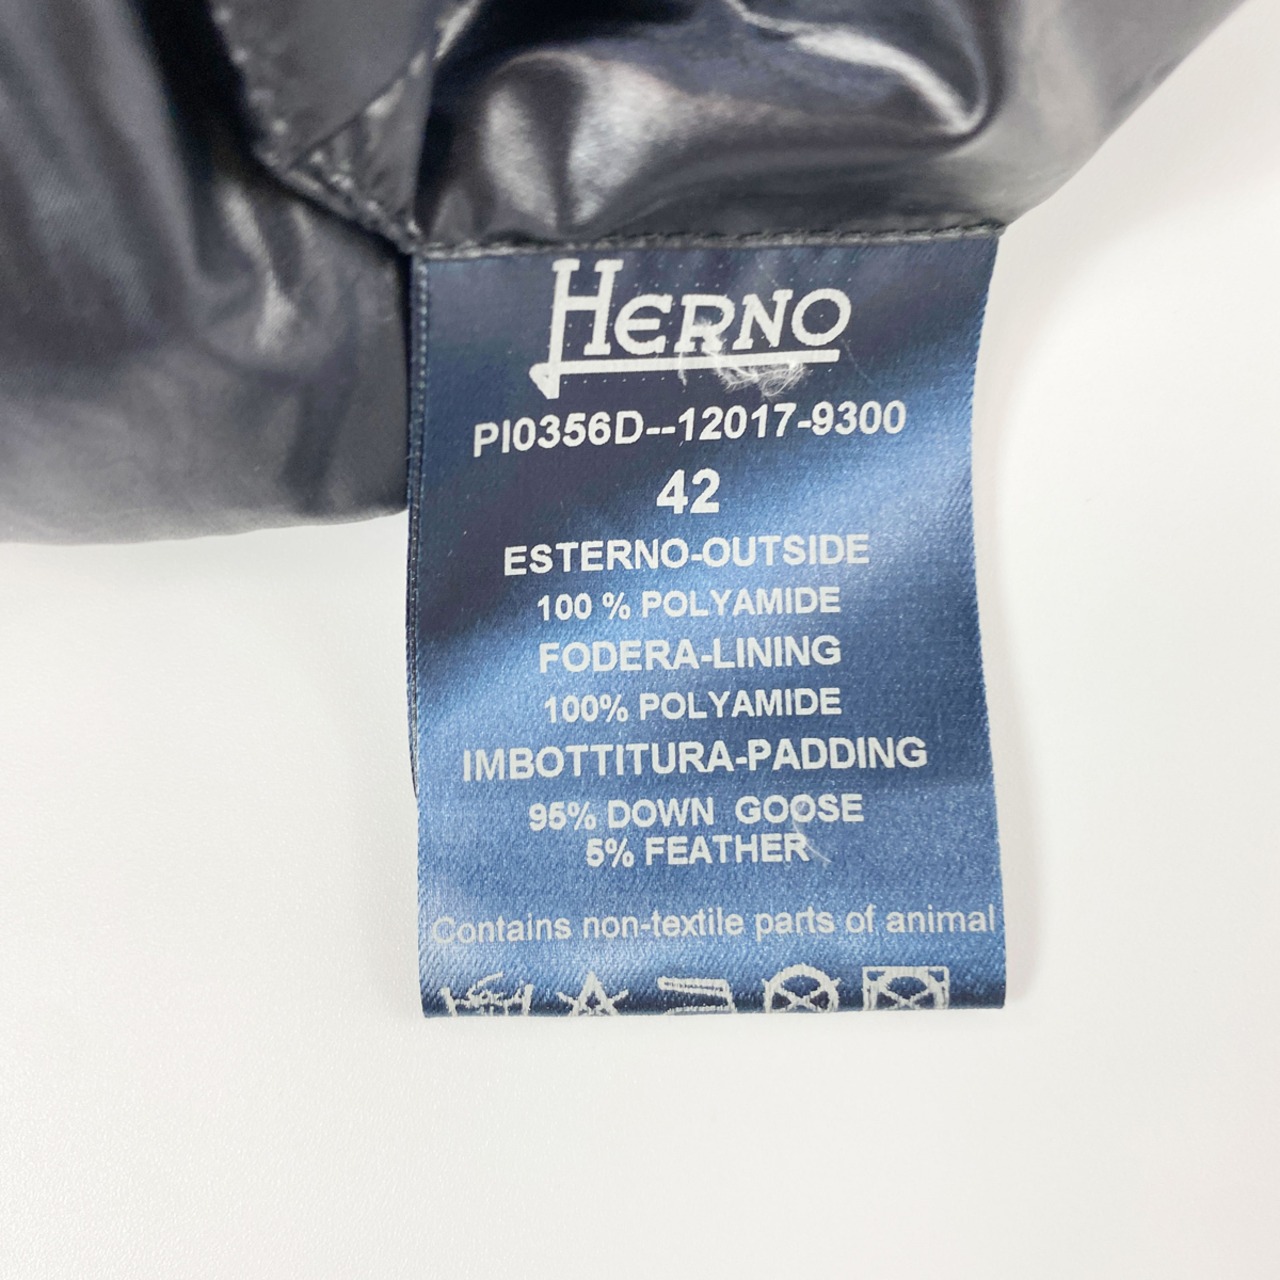 HERNO
PI0356D--12017-9300
42
ESTERNO-OUTSIDE
100 % POLYAMIDE
FODERA-LINING
100% POLYAMIDE
IMBOTTITURA-PADDING
95% DOWN GOOSE
5% FEATHER
Contains non-textile parts of animal